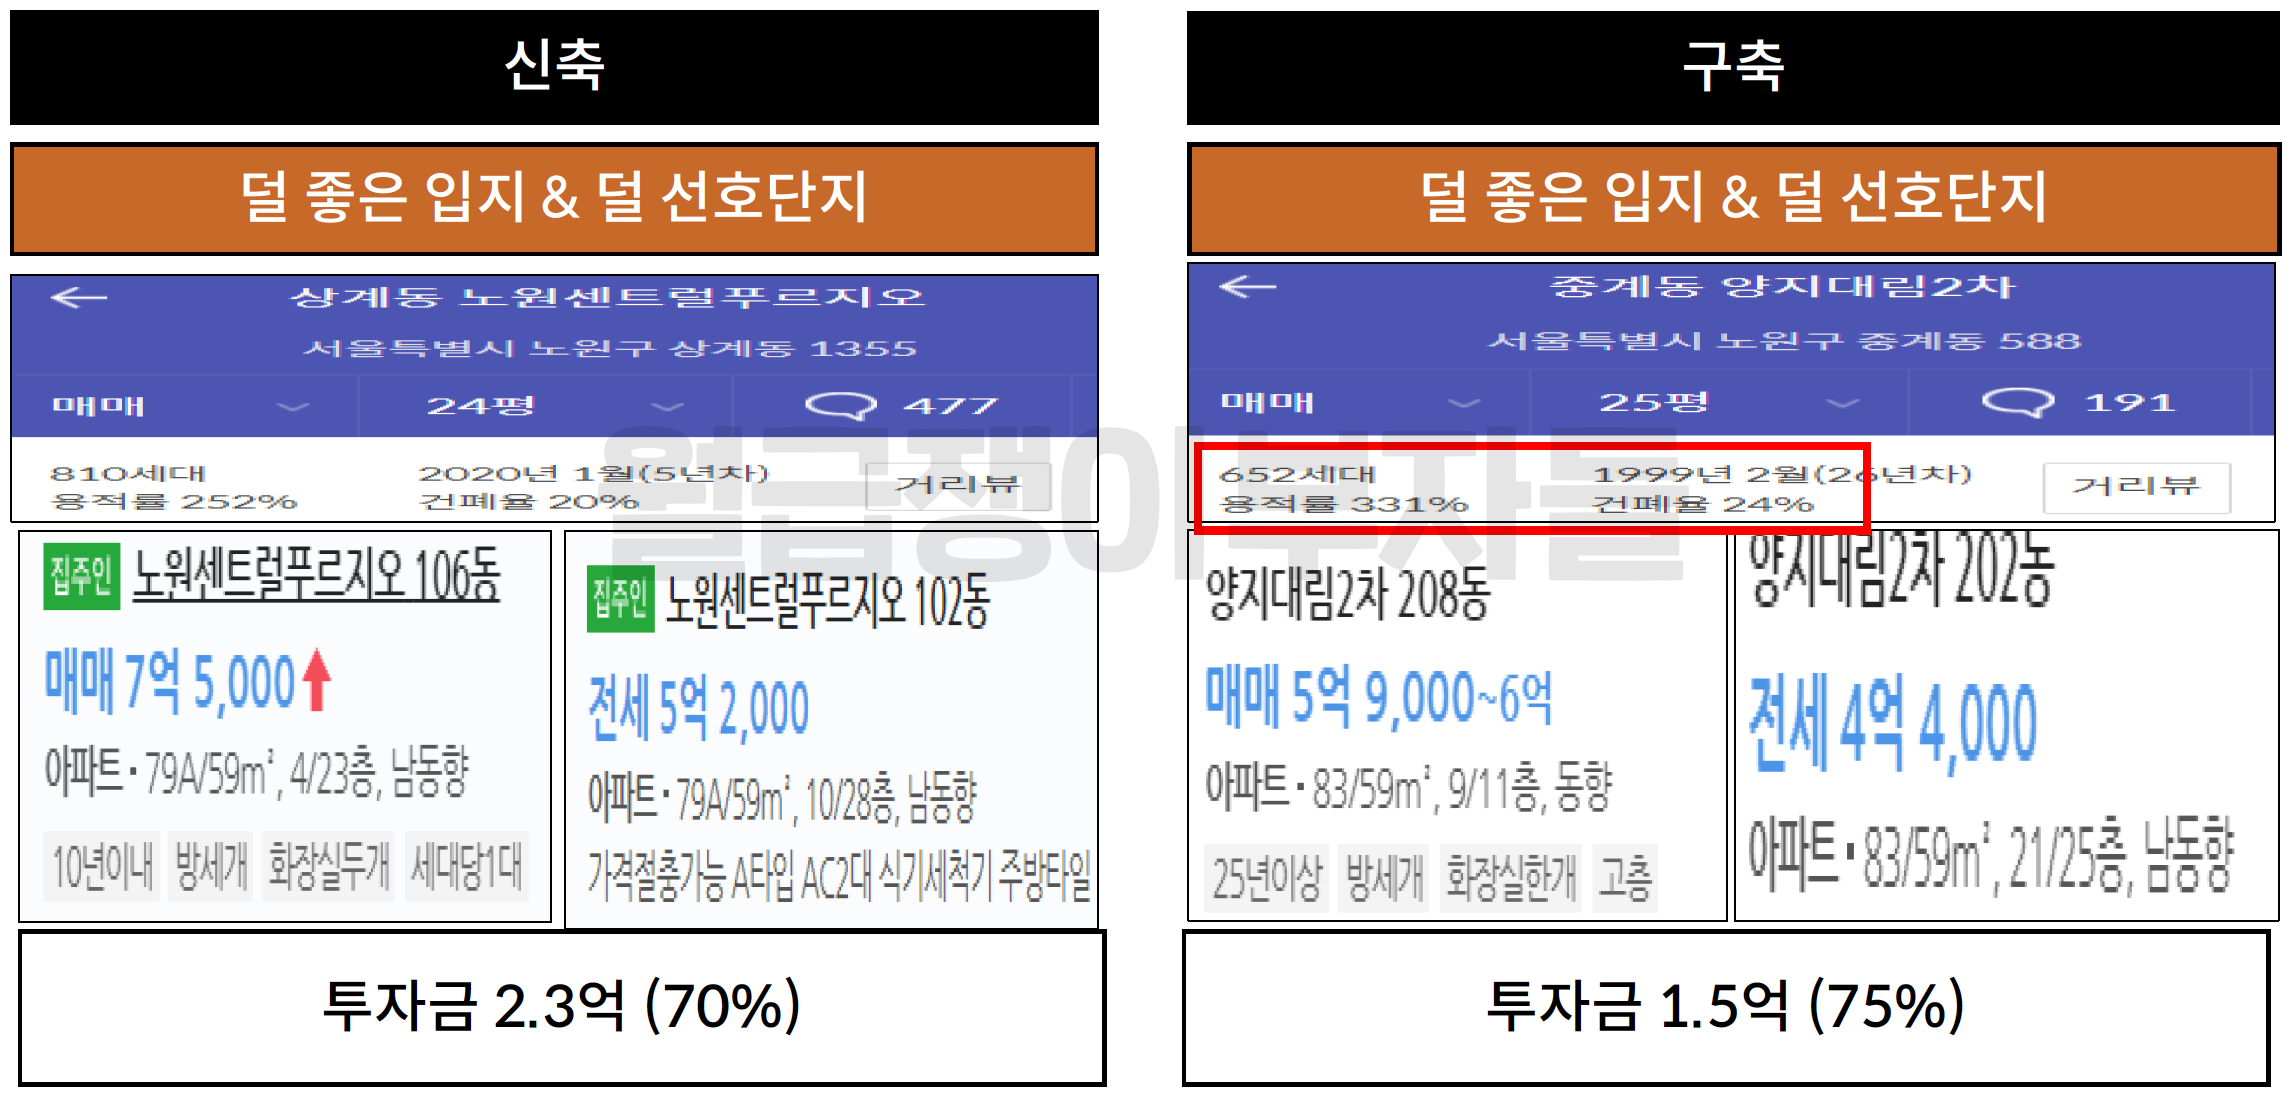 신축
덜 좋은 입지 & 덜 선호단지
상계동 노원센트럴푸르지오
서울특별시 노원구 상계동 1355
매매 24평 477
810세대 2020년 1월(5년차) 거리뷰
용적률 252% 건폐율 20%
집주인 노원센트럴푸르지오 106동
매매 7억 5,000
아파트 · 79A/59m², 4/23층, 남동향
10년이내 방세개 화장실두개 세대당1대
집주인 노원센트럴푸르지오 102동
전세 5억 2,000
아파트 · 79A/59m², 10/28층, 남동향
가격절충가능 A타입 AC2대 식기세척기 주방타일
투자금 2.3억 (70%)
구축
덜 좋은 입지 & 덜 선호단지
중계동 양지대림2차
서울특별시 노원구 중계동 588
매매 25평 191
652세대 1999년 2월(26년차) 거리뷰
용적률 331% 건폐율 24%
양지대림2차 208동
매매 5억 9,000~6억
아파트 · 83/59m², 9/11층, 동향
25년이상 방세개 화장실한개 고층
양지대림2차 202동
전세 4억 4,000
아파트 · 83/59m², 21/25층, 남동향
투자금 1.5억 (75%)
월급쟁이부자들